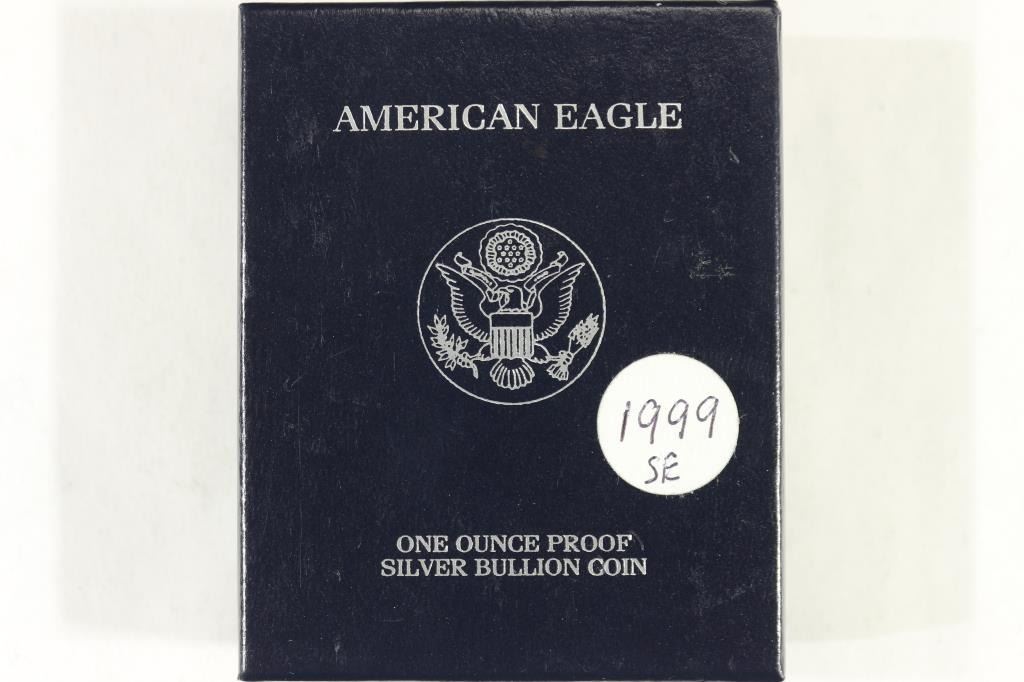 AMERICAN EAGLE
1999
SE
ONE OUNCE PROOF
SILVER BULLION COIN